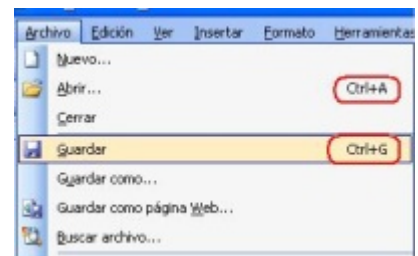 Archivo Edición Ver Insertar Formato Herramientas
Nuevo...
Abrir... Ctrl+A
Cerrar
Guardar Ctrl+G
Guardar como...
Guardar como página Web...
Buscar archivo...